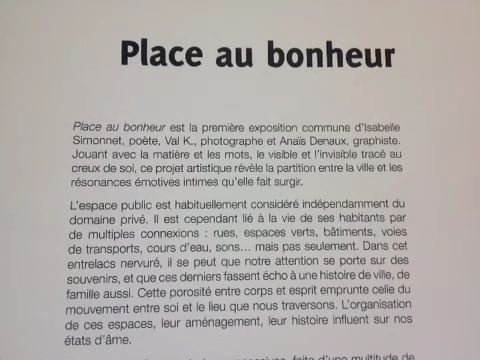 Place au bonheur
Place au bonheur est la première exposition commune d'Isabelle
Simonnet, poète, Val K., photographe et Anaïs Denaux, graphiste.
Jouant avec la matière et les mots, le visible et l'invisible tracé au
creux de soi, ce projet artistique révèle la partition entre la ville et les
résonances émotives intimes qu'elle fait surgir.
L'espace public est habituellement considéré indépendamment du
domaine privé. Il est cependant lié à la vie de ses habitants par
de multiples connexions : rues, espaces verts, bâtiments, voies
de transports, cours d'eau, sons... mais pas seulement. Dans cet
entrelacs nervuré, il se peut que notre attention se porte sur des
souvenirs, et que ces derniers fassent écho à une histoire de ville, de
famille aussi. Cette porosité entre corps et esprit emprunte celle du
mouvement entre soi et le lieu que nous traversons. L'organisation
de ces espaces, leur aménagement, leur histoire influent sur nos
états d'âme.
faite d'une multitude de